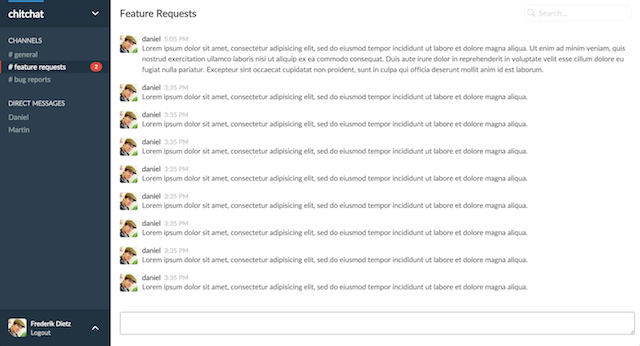 chitchat
CHANNELS
# general
# feature requests 2
# bug reports
DIRECT MESSAGES
Daniel
Martin
Frederik Dietz
Logout
Feature Requests
Search...
daniel 5:05 PM
Lorem ipsum dolor sit amet, consectetur adipisicing elit, sed do eiusmod tempor incididunt ut labore et dolore magna aliqua. Ut enim ad minim veniam, quis
nostrud exercitation ullamco laboris nisi ut aliquip ex ea commodo consequat. Duis aute irure dolor in reprehenderit in voluptate velit esse cillum dolore eu
fugiat nulla pariatur. Excepteur sint occaecat cupidatat non proident, sunt in culpa qui officia deserunt mollit anim id est laborum.
daniel 3:35 PM
Lorem ipsum dolor sit amet, consectetur adipisicing elit, sed do eiusmod tempor incididunt ut labore et dolore magna aliqua.
daniel 3:35 PM
Lorem ipsum dolor sit amet, consectetur adipisicing elit, sed do eiusmod tempor incididunt ut labore et dolore magna aliqua.
daniel 3:35 PM
Lorem ipsum dolor sit amet, consectetur adipisicing elit, sed do eiusmod tempor incididunt ut labore et dolore magna aliqua.
daniel 3:35 PM
Lorem ipsum dolor sit amet, consectetur adipisicing elit, sed do eiusmod tempor incididunt ut labore et dolore magna aliqua.
daniel 3:35 PM
Lorem ipsum dolor sit amet, consectetur adipisicing elit, sed do eiusmod tempor incididunt ut labore et dolore magna aliqua.
daniel 3:35 PM
Lorem ipsum dolor sit amet, consectetur adipisicing elit, sed do eiusmod tempor incididunt ut labore et dolore magna aliqua.
daniel 3:35 PM
Lorem ipsum dolor sit amet, consectetur adipisicing elit, sed do eiusmod tempor incididunt ut labore et dolore magna aliqua.
daniel 3:35 PM
Lorem ipsum dolor sit amet, consectetur adipisicing elit, sed do eiusmod tempor incididunt ut labore et dolore magna aliqua.